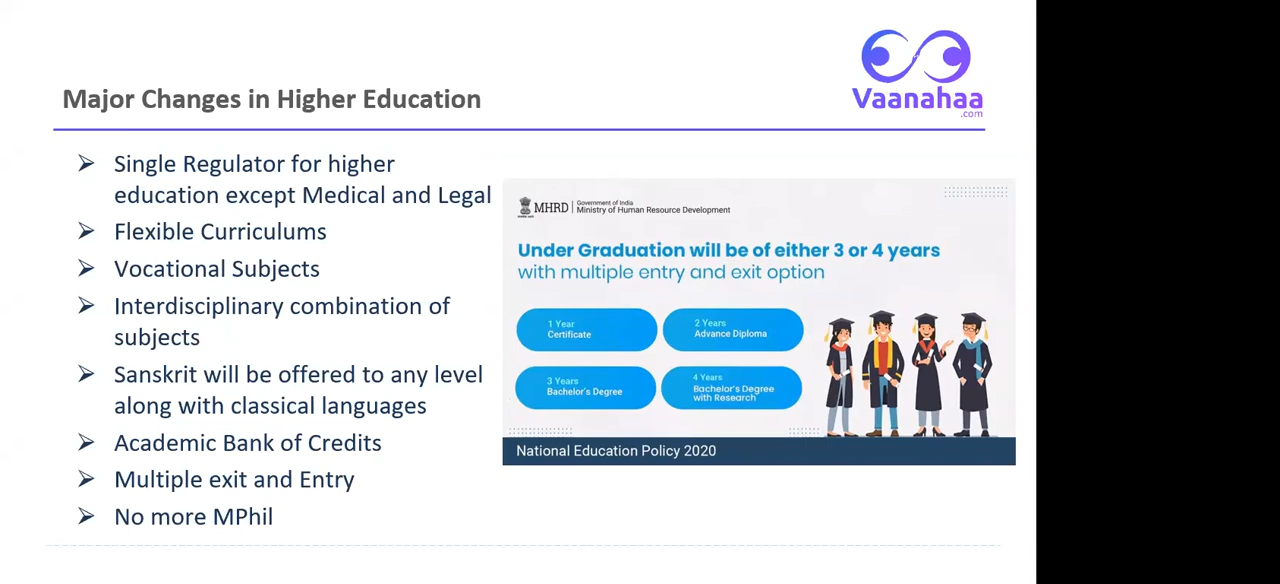 Vaanahaa
.com
Major Changes in Higher Education
Single Regulator for higher
education except Medical and Legal
Flexible Curriculums
Vocational Subjects
Interdisciplinary combination of
subjects
Sanskrit will be offered to any level
along with classical languages
Academic Bank of Credits
Multiple exit and Entry
No more MPhil
MHRD
Government of India
Ministry of Human Resource Development
Under Graduation will be of either 3 or 4 years
with multiple entry and exit option
1 Year
Certificate
2 Years
Advance Diploma
3 Years
Bachelor's Degree
4 Years
Bachelor's Degree
with Research
National Education Policy 2020